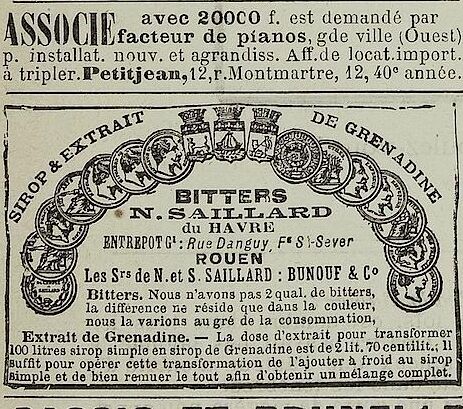 ASSOCIE avec 20000 f. est demandé par
facteur de pianos, gde ville (Ouest)
p. installat. nouv. et agrandiss. Aff. de locat. import.
à tripler. Petitjean, 12, r. Montmartre, 12, 40e année.
SIROP & EXTRAIT DE GRENADINE
BITTERS
N. SAILLARD
du HAVRE
ENTREPOT Gl : Rue Danguy, Fg St-Sever
ROUEN
Les Srs de N. et S. SAILLARD : BUNOUF & Co
Bitters. Nous n'avons pas 2 qual. de bitters,
la différence ne réside que dans la couleur,
nous la varions au gré de la consommation,
Extrait de Grenadine. — La dose d'extrait pour transformer
100 litres sirop simple en sirop de Grenadine est de 2 lit. 70 centilit.; il
suffit pour opérer cette transformation de l'ajouter à froid au sirop
simple et de bien remuer le tout afin d'obtenir un mélange complet.